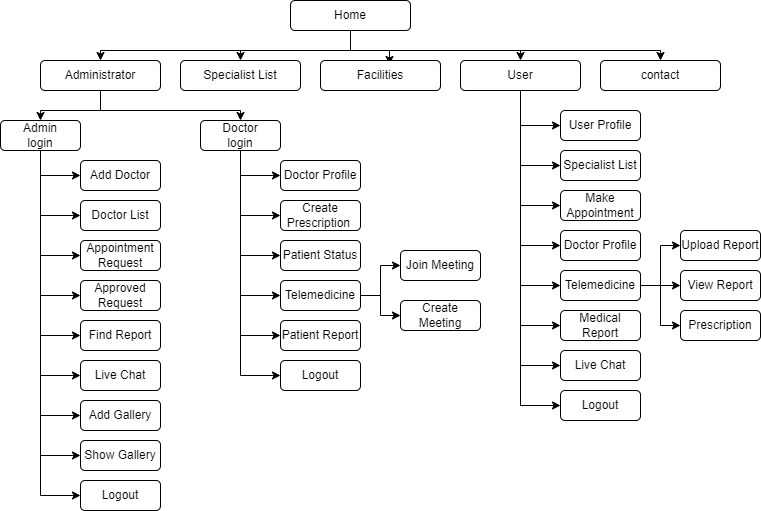 Home
Administrator
Specialist List
Facilities
User
contact
Admin
login
Doctor
login
Add Doctor
Doctor List
Appointment
Request
Approved
Request
Find Report
Live Chat
Add Gallery
Show Gallery
Logout
Doctor Profile
Create
Prescription
Patient Status
Telemedicine
Patient Report
Logout
Join Meeting
Create
Meeting
User Profile
Specialist List
Make
Appointment
Doctor Profile
Telemedicine
Medical
Report
Live Chat
Logout
Upload Report
View Report
Prescription